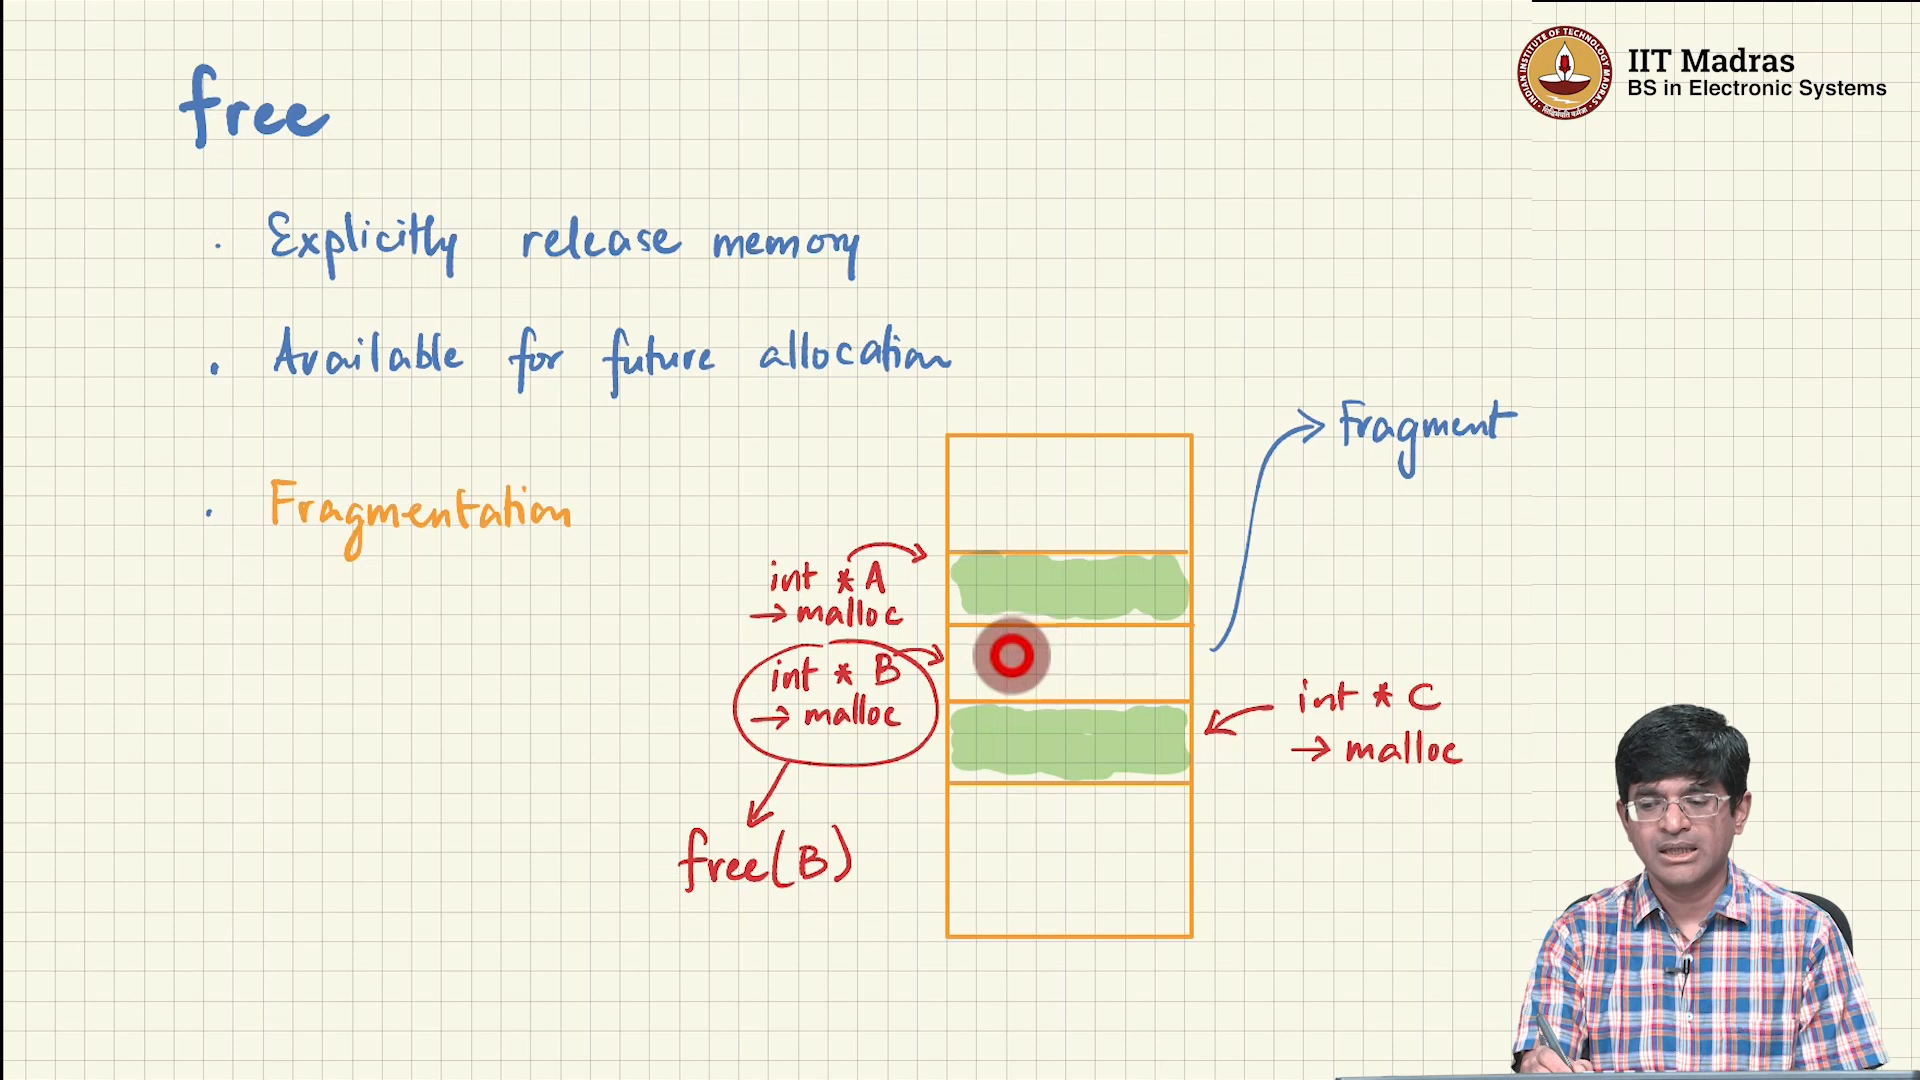 IIT Madras
BS in Electronic Systems
free
· Explicitly release memory
· Available for future allocation
Fragment
· Fragmentation
int * A
→ malloc
int * B
→ malloc
int * C
→ malloc
free(B)